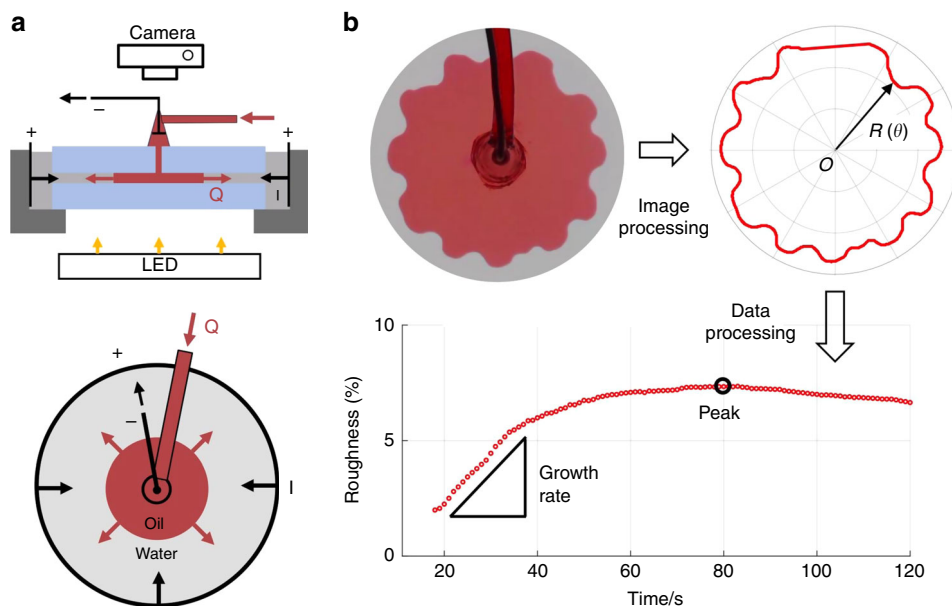 a
Camera
−
+
+
Q
I
LED
Q
+
−
I
Oil
Water
b
R (θ)
O
Image
processing
Data
processing
10
5
0
Roughness (%)
Peak
Growth
rate
20
40
60
80
100
120
Time/s